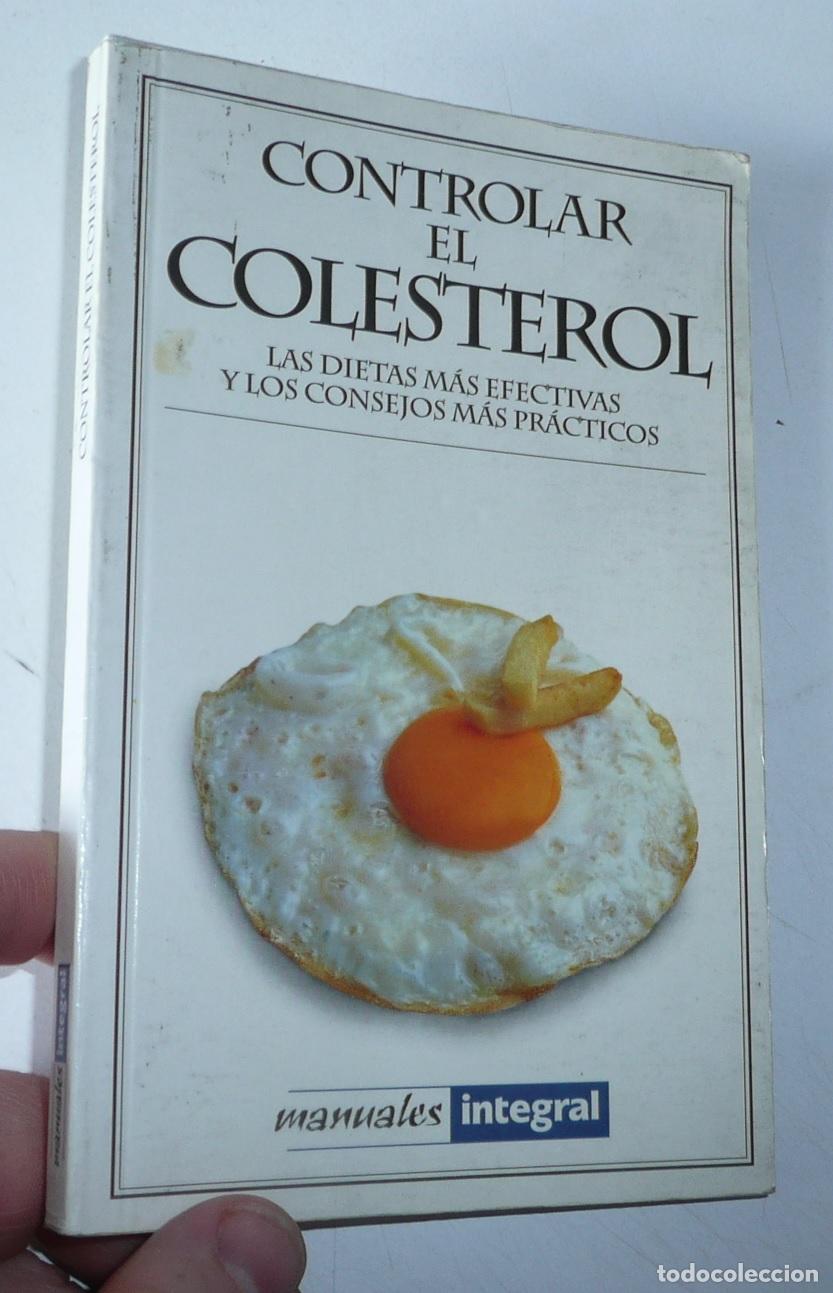 CONTROLAR
EL
COLESTEROL
LAS DIETAS MÁS EFECTIVAS
Y LOS CONSEJOS MÁS PRÁCTICOS
manuales integral
CONTROLAR EL COLESTEROL
manuales integral
todocoleccion